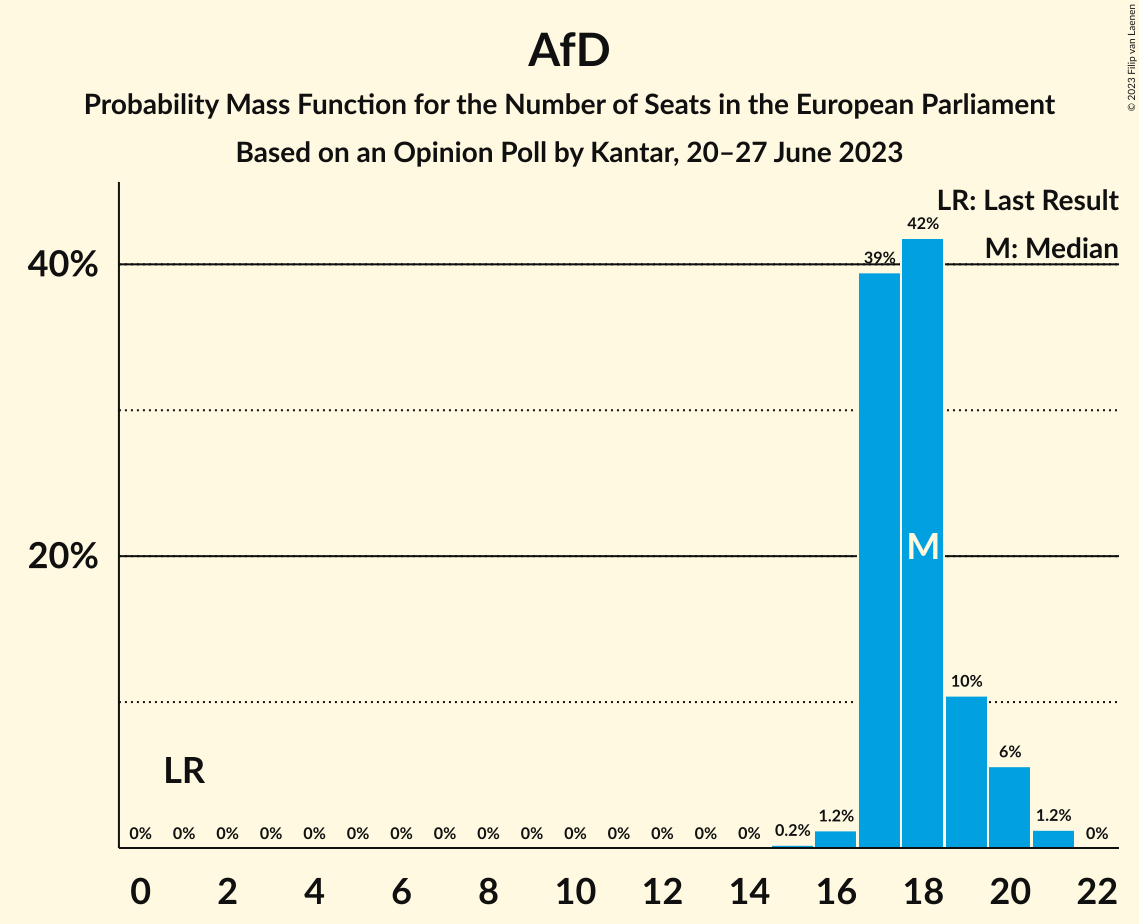 AfD
Probability Mass Function for the Number of Seats in the European Parliament
Based on an Opinion Poll by Kantar, 20–27 June 2023
© 2023 Filip van Laenen
LR: Last Result
M: Median
40%
20%
42%
39%
M
10%
6%
LR
0% 0% 0% 0% 0% 0% 0% 0% 0% 0% 0% 0% 0% 0% 0% 0.2% 1.2% 1.2% 0%
0 2 4 6 8 10 12 14 16 18 20 22